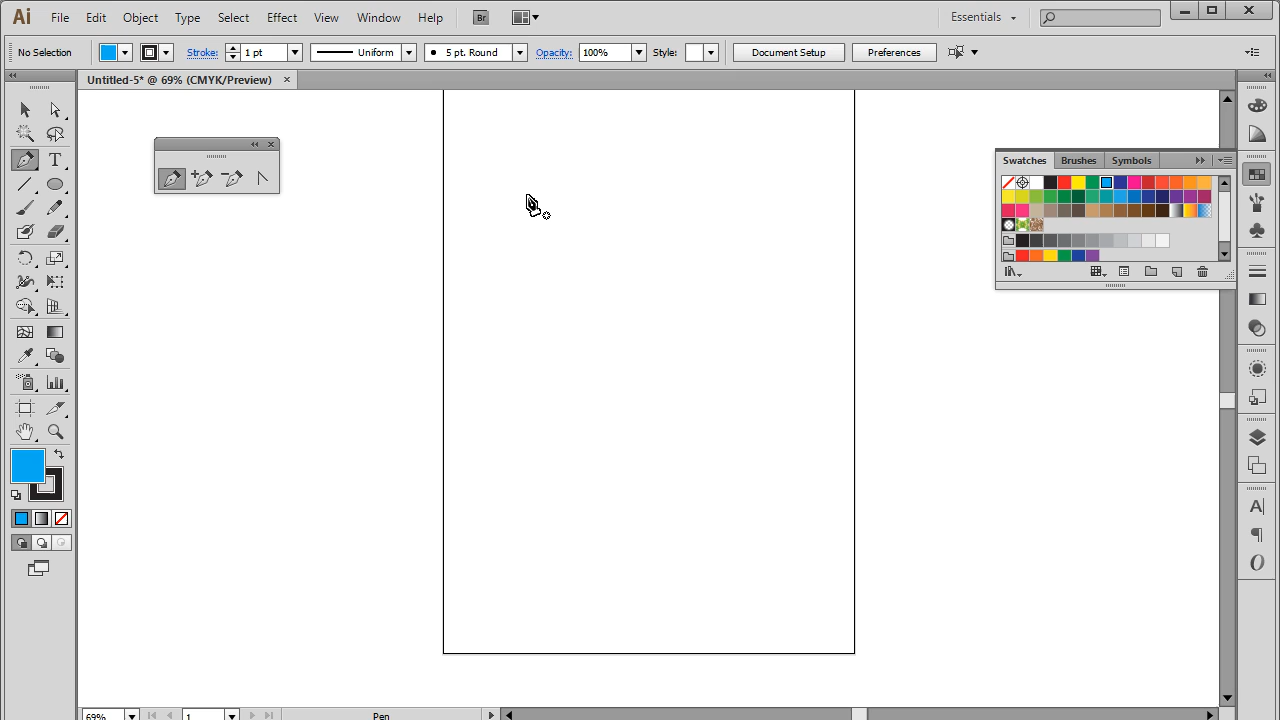 Ai File Edit Object Type Select Effect View Window Help Br Essentials
No Selection Stroke: 1 pt Uniform 5 pt. Round Opacity: 100% Style: Document Setup Preferences
Untitled-5* @ 69% (CMYK/Preview)
Swatches Brushes Symbols
T
A
69% 1 Pen